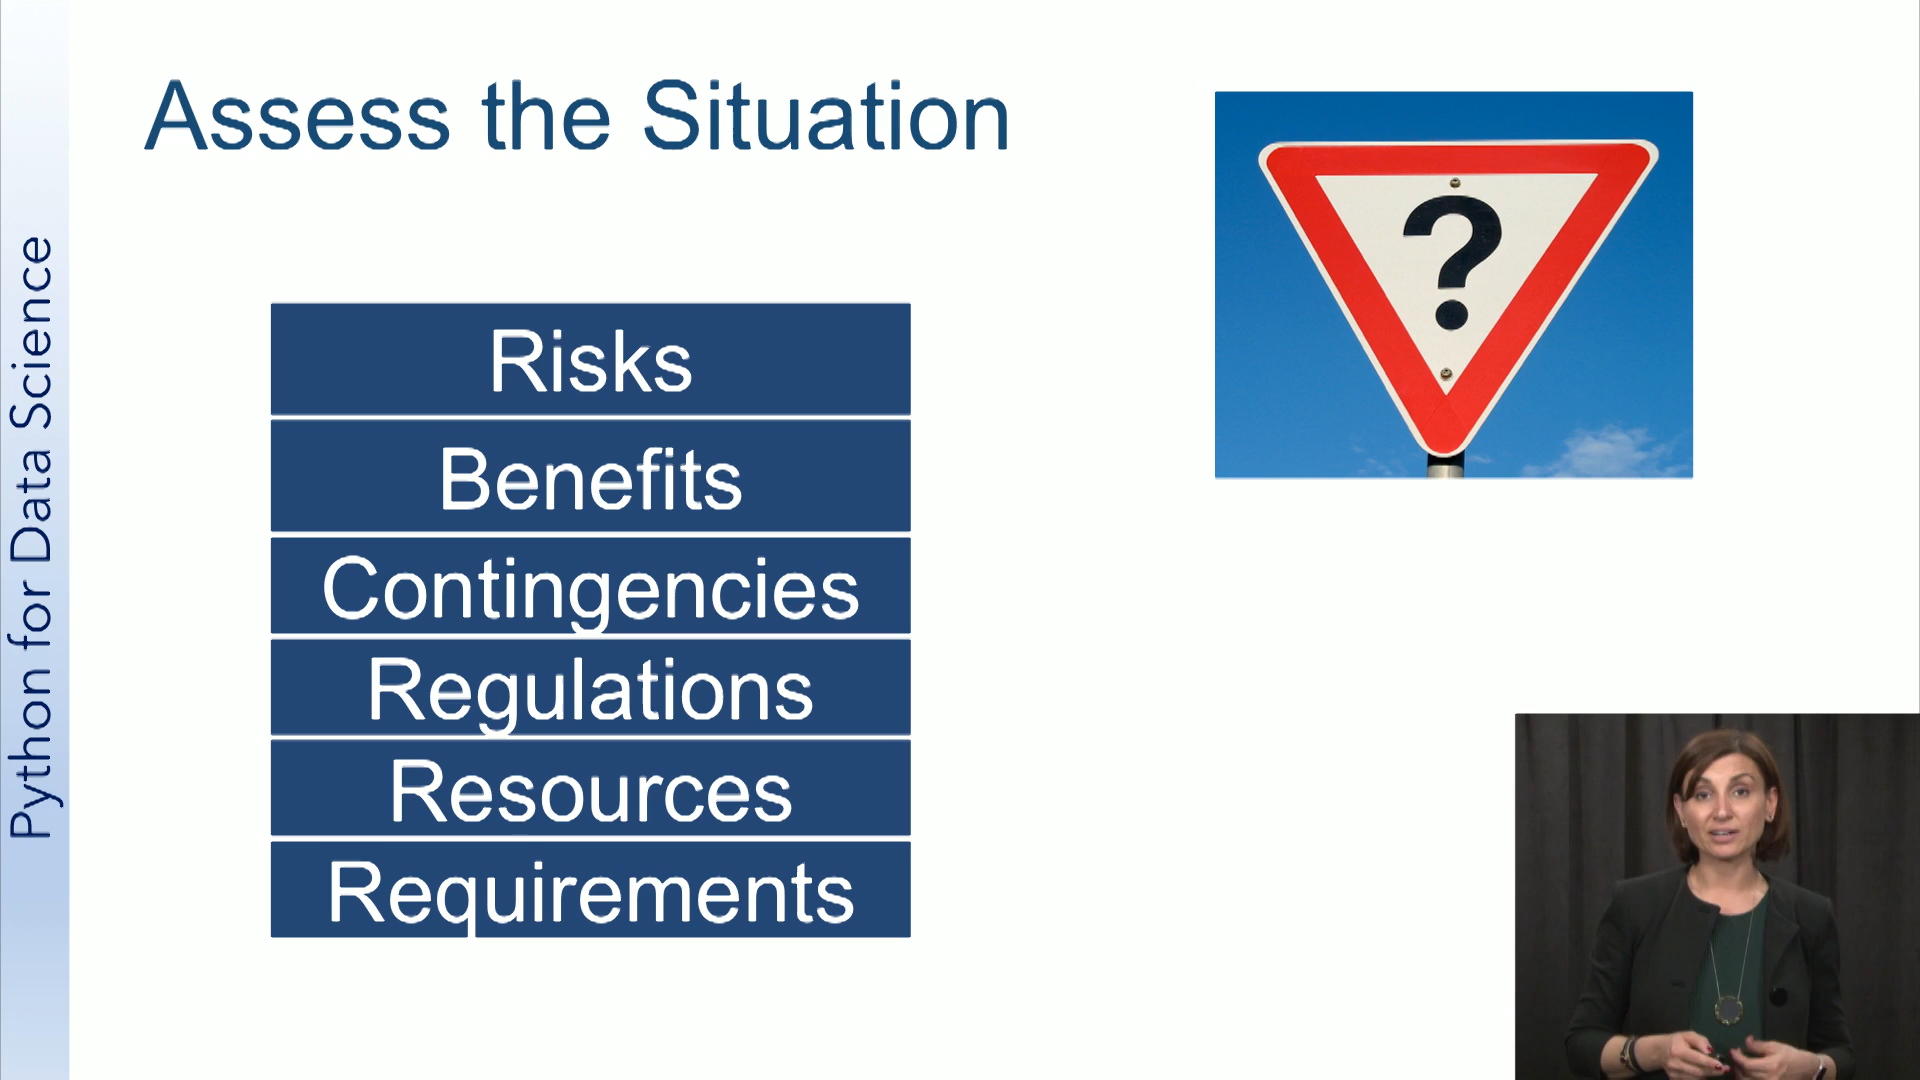 Python for Data Science
Assess the Situation
?
Risks
Benefits
Contingencies
Regulations
Resources
Requirements